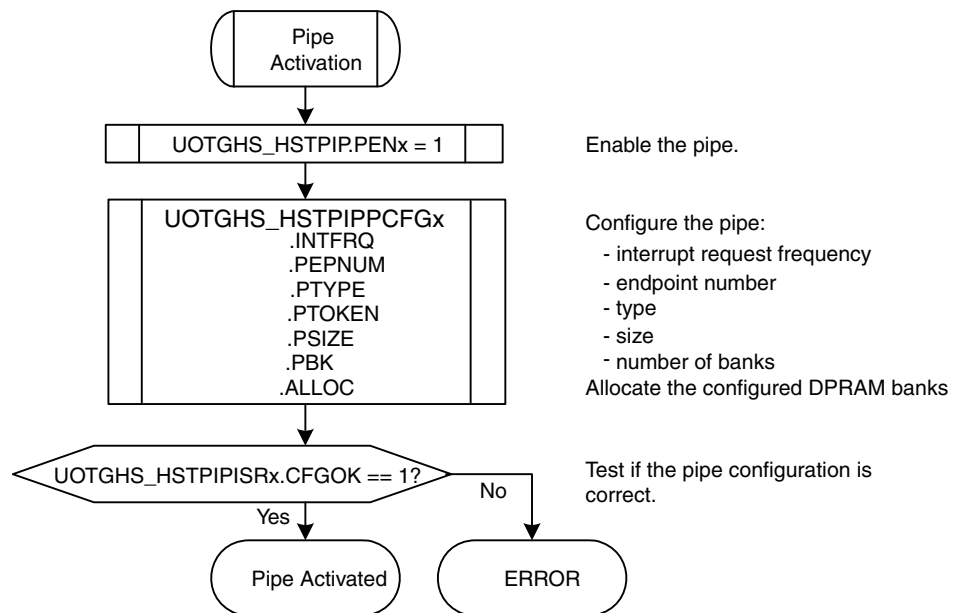 Pipe
Activation
UOTGHS_HSTPIP.PENx = 1
Enable the pipe.
UOTGHS_HSTPIPPCFGx
.INTFRQ
.PEPNUM
.PTYPE
.PTOKEN
.PSIZE
.PBK
.ALLOC
Configure the pipe:
- interrupt request frequency
- endpoint number
- type
- size
- number of banks
Allocate the configured DPRAM banks
UOTGHS_HSTPIPISRx.CFGOK == 1?
Test if the pipe configuration is
correct.
No
Yes
Pipe Activated
ERROR